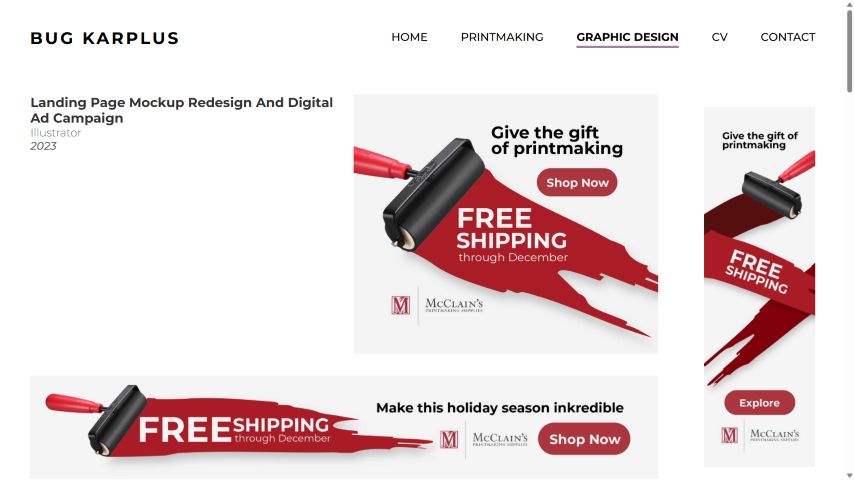 BUG KARPLUS
HOME PRINTMAKING GRAPHIC DESIGN CV CONTACT
Landing Page Mockup Redesign And Digital
Ad Campaign
Illustrator
2023
Give the gift
of printmaking
Shop Now
FREE
SHIPPING
through December
M
McCLAIN'S
PRINTMAKING SUPPLIES
Give the gift of
printmaking
FREE
SHIPPING
Explore
M
McCLAIN'S
PRINTMAKING SUPPLIES
Make this holiday season inkredible
FREE SHIPPING
through December
M
McCLAIN'S
PRINTMAKING SUPPLIES
Shop Now